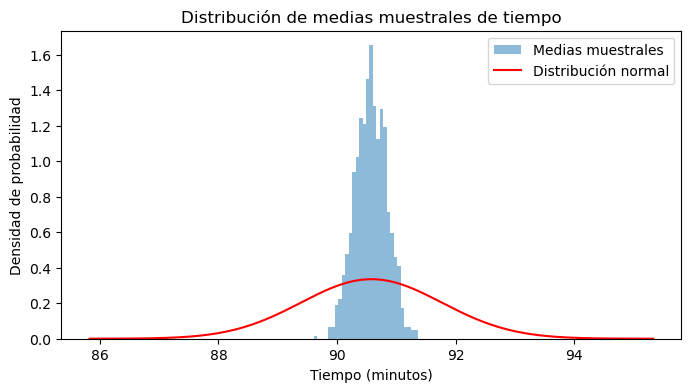 Distribución de medias muestrales de tiempo
Medias muestrales
Distribución normal
Densidad de probabilidad
1.6
1.4
1.2
1.0
0.8
0.6
0.4
0.2
0.0
86 88 90 92 94
Tiempo (minutos)